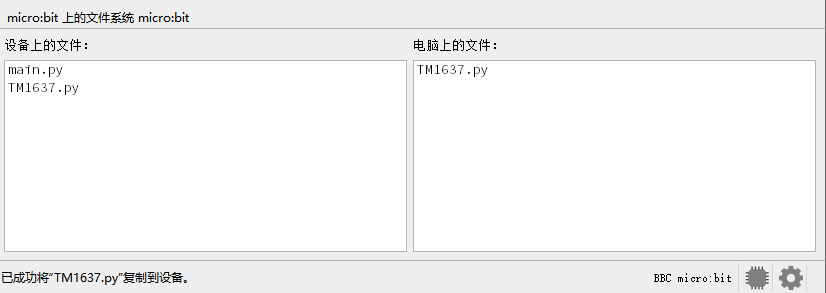 micro:bit 上的文件系统 micro:bit
设备上的文件：
电脑上的文件：
main.py
TM1637.py
TM1637.py
已成功将“TM1637.py”复制到设备。
BBC micro:bit